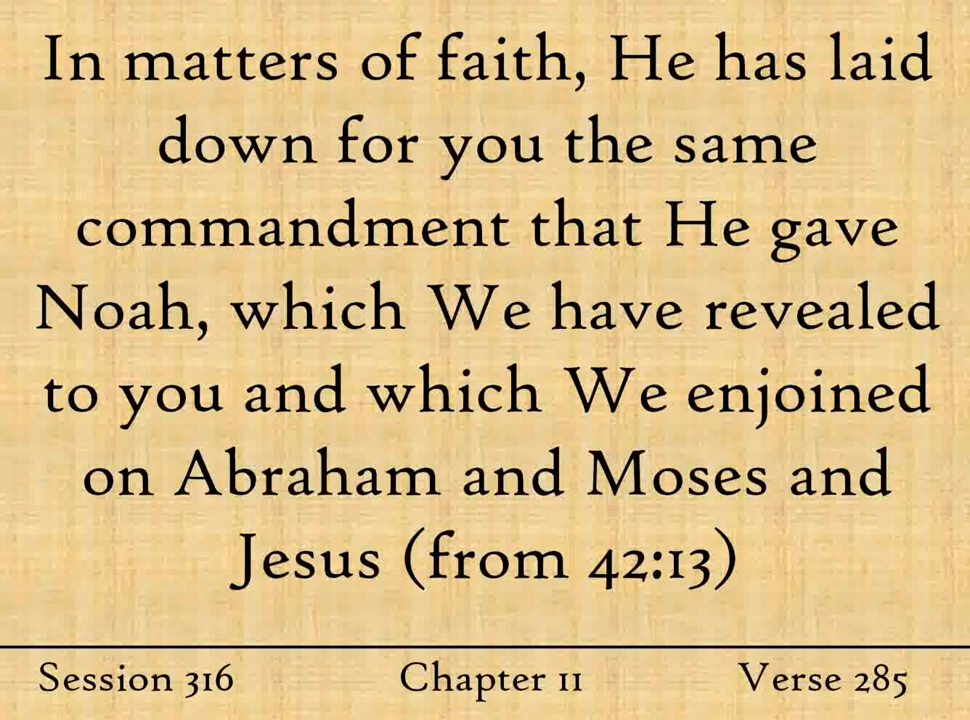 In matters of faith, He has laid
down for you the same
commandment that He gave
Noah, which We have revealed
to you and which We enjoined
on Abraham and Moses and
Jesus (from 42:13)
Session 316 Chapter 11 Verse 285